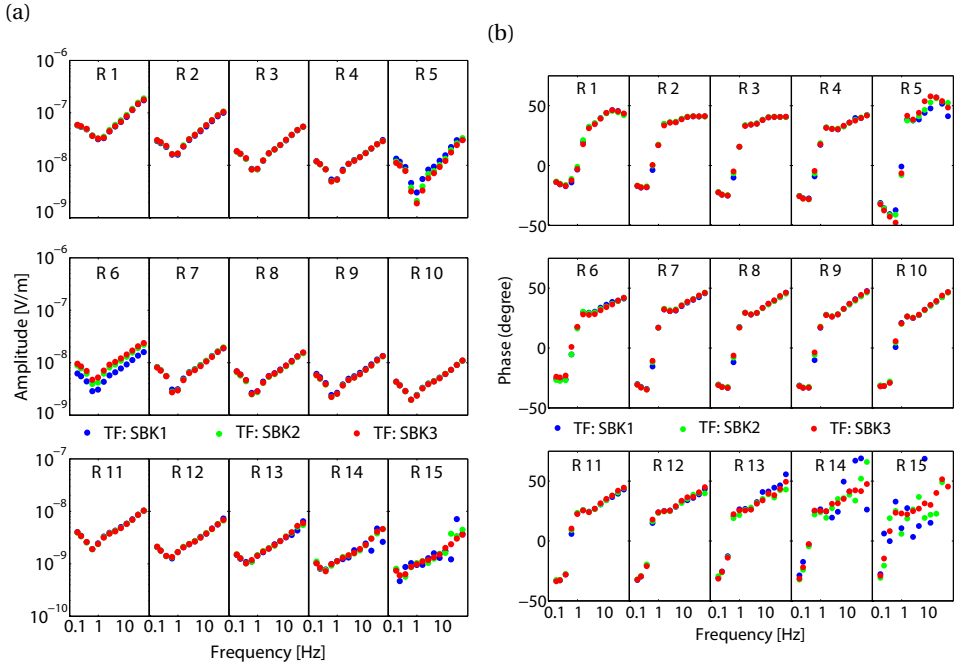 (a)
R 1 R 2 R 3 R 4 R 5
10⁻⁶
10⁻⁷
10⁻⁸
10⁻⁹
R 6 R 7 R 8 R 9 R 10
10⁻⁶
10⁻⁷
10⁻⁸
10⁻⁹
Amplitude [V/m]
TF: SBK1 TF: SBK2 TF: SBK3
R 11 R 12 R 13 R 14 R 15
10⁻⁷
10⁻⁸
10⁻⁹
10⁻¹⁰
0.1 1 10 0.1 1 10 0.1 1 10 0.1 1 10 0.1 1 10
Frequency [Hz]
(b)
R 1 R 2 R 3 R 4 R 5
50
0
−50
R 6 R 7 R 8 R 9 R 10
50
0
−50
Phase (degree)
TF: SBK1 TF: SBK2 TF: SBK3
R 11 R 12 R 13 R 14 R 15
50
0
−50
0.1 1 10 0.1 1 10 0.1 1 10 0.1 1 10 0.1 1 10
Frequency [Hz]